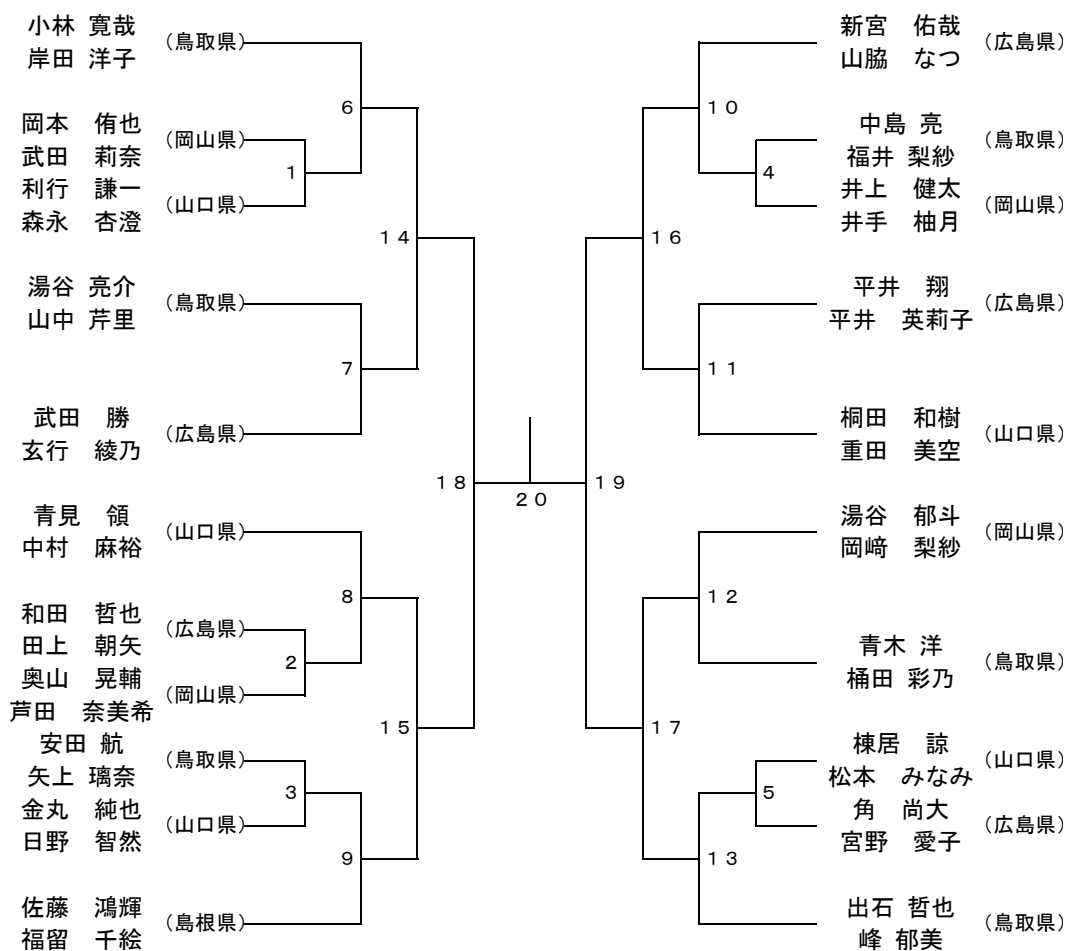 小林 寛哉
岸田 洋子
(鳥取県)
6
岡本 侑也
武田 莉奈
(岡山県)
1
利行 謙一
森永 杏澄
(山口県)
14
湯谷 亮介
山中 芹里
(鳥取県)
7
武田 勝
玄行 綾乃
(広島県)
18
青見 領
中村 麻裕
(山口県)
8
和田 哲也
田上 朝矢
(広島県)
2
奥山 晃輔
芦田 奈美希
(岡山県)
15
安田 航
矢上 璃奈
(鳥取県)
3
金丸 純也
日野 智然
(山口県)
9
佐藤 鴻輝
福留 千絵
(島根県)
20
新宮 佑哉
山脇 なつ
(広島県)
10
中島 亮
福井 梨紗
(鳥取県)
4
井上 健太
井手 柚月
(岡山県)
16
平井 翔
平井 英莉子
(広島県)
11
桐田 和樹
重田 美空
(山口県)
19
湯谷 郁斗
岡﨑 梨紗
(岡山県)
12
青木 洋
桶田 彩乃
(鳥取県)
17
棟居 諒
松本 みなみ
(山口県)
5
角 尚大
宮野 愛子
(広島県)
13
出石 哲也
峰 郁美
(鳥取県)